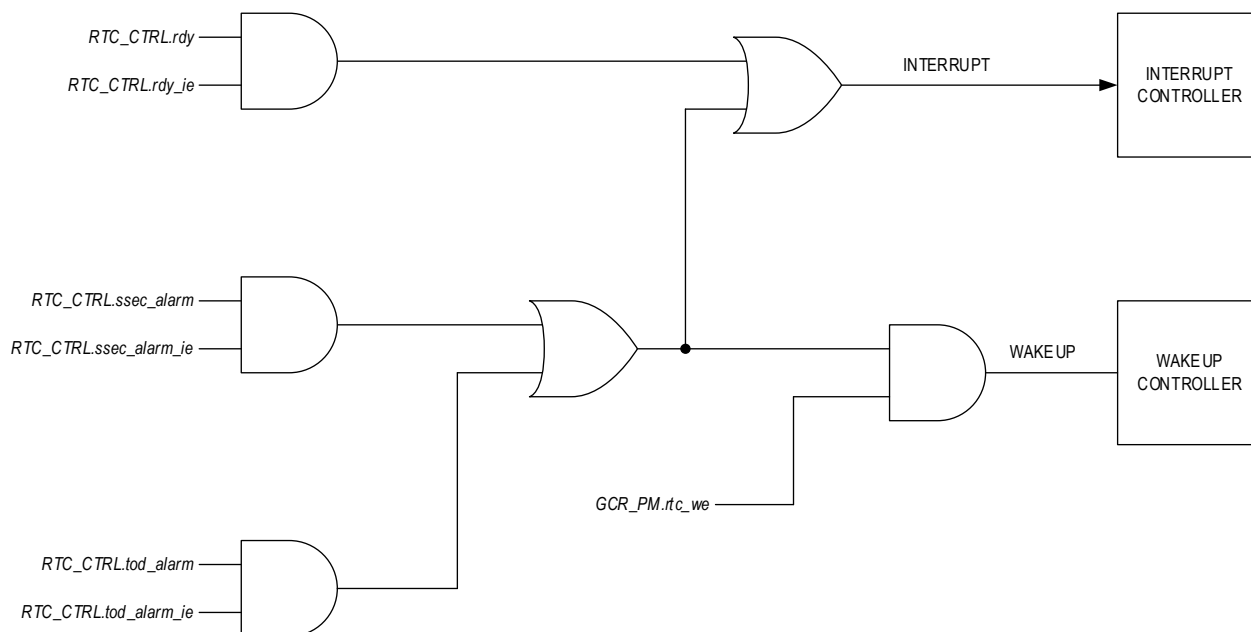 RTC_CTRL.rdy
RTC_CTRL.rdy_ie
INTERRUPT
INTERRUPT
CONTROLLER
RTC_CTRL.ssec_alarm
RTC_CTRL.ssec_alarm_ie
WAKEUP
WAKEUP
CONTROLLER
GCR_PM.rtc_we
RTC_CTRL.tod_alarm
RTC_CTRL.tod_alarm_ie